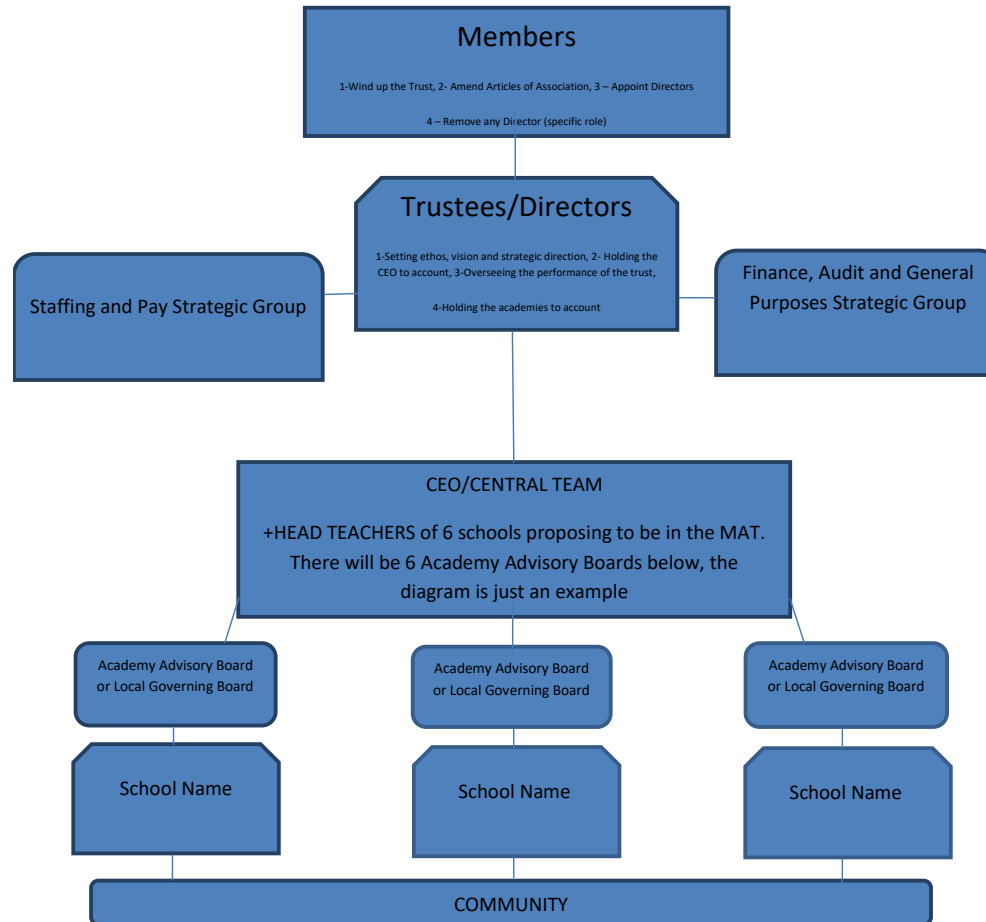 Members
1-Wind up the Trust, 2- Amend Articles of Association, 3 – Appoint Directors
4 – Remove any Director (specific role)
Trustees/Directors
1-Setting ethos, vision and strategic direction, 2- Holding the
CEO to account, 3-Overseeing the performance of the trust,
4-Holding the academies to account
Staffing and Pay Strategic Group
Finance, Audit and General
Purposes Strategic Group
CEO/CENTRAL TEAM
+HEAD TEACHERS of 6 schools proposing to be in the MAT.
There will be 6 Academy Advisory Boards below, the
diagram is just an example
Academy Advisory Board
or Local Governing Board
Academy Advisory Board
or Local Governing Board
Academy Advisory Board
or Local Governing Board
School Name
School Name
School Name
COMMUNITY